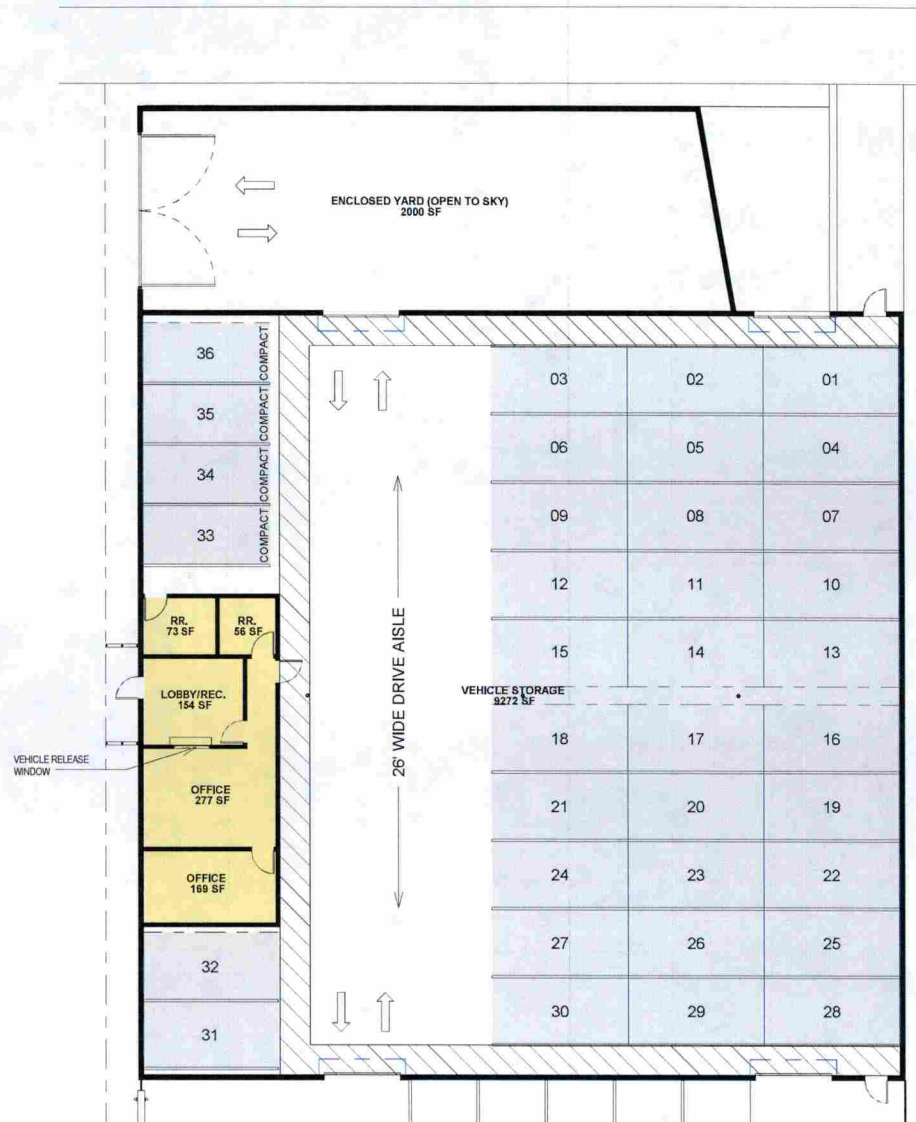 ENCLOSED YARD (OPEN TO SKY)
2000 SF
36
COMPACT
35
COMPACT
34
COMPACT
33
COMPACT
03
02
01
06
05
04
09
08
07
12
11
10
15
14
13
RR.
73 SF
RR.
56 SF
LOBBY/REC.
154 SF
26' WIDE DRIVE AISLE
VEHICLE STORAGE
9272 SF
VEHICLE RELEASE
WINDOW
OFFICE
277 SF
OFFICE
169 SF
18
17
16
21
20
19
24
23
22
27
26
25
30
29
28
32
31